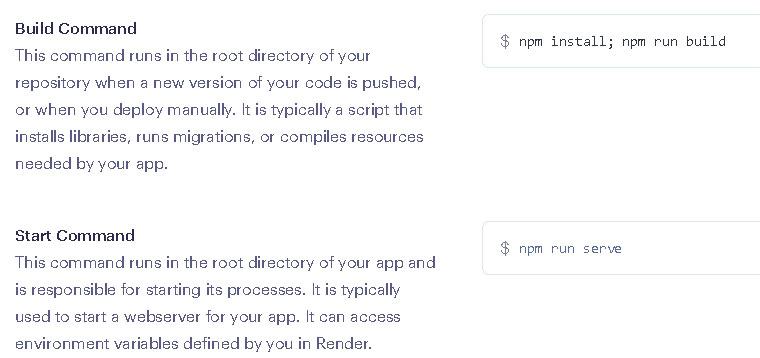 Build Command
$ npm install; npm run build
This command runs in the root directory of your
repository when a new version of your code is pushed,
or when you deploy manually. It is typically a script that
installs libraries, runs migrations, or compiles resources
needed by your app.
Start Command
$ npm run serve
This command runs in the root directory of your app and
is responsible for starting its processes. It is typically
used to start a webserver for your app. It can access
environment variables defined by you in Render.